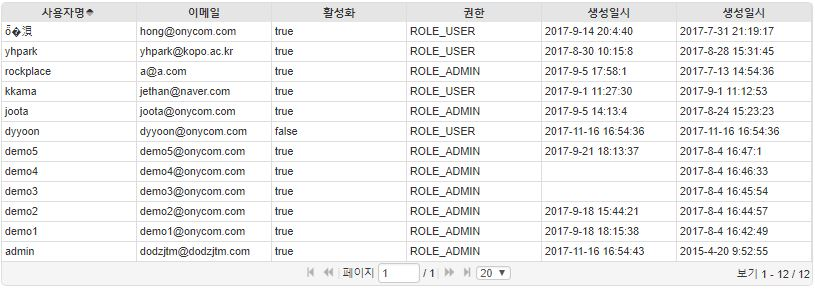 사용자명 이메일 활성화 권한 생성일시 생성일시
hong@onycom.com true ROLE_USER 2017-9-14 20:4:40 2017-7-31 21:19:17
yhpark yhpark@kopo.ac.kr true ROLE_USER 2017-8-30 10:15:8 2017-8-28 15:31:45
rockplace a@a.com true ROLE_ADMIN 2017-9-5 17:58:1 2017-7-13 14:54:36
kkama jethan@naver.com true ROLE_USER 2017-9-1 11:27:30 2017-9-1 11:12:53
joota joota@onycom.com true ROLE_ADMIN 2017-9-5 14:13:4 2017-8-24 15:23:23
dyyoon dyyoon@onycom.com false ROLE_USER 2017-11-16 16:54:36 2017-11-16 16:54:36
demo5 demo5@onycom.com true ROLE_ADMIN 2017-9-21 18:13:37 2017-8-4 16:47:1
demo4 demo4@onycom.com true ROLE_ADMIN 2017-8-4 16:46:33
demo3 demo3@onycom.com true ROLE_ADMIN 2017-8-4 16:45:54
demo2 demo2@onycom.com true ROLE_ADMIN 2017-9-18 15:44:21 2017-8-4 16:44:57
demo1 demo1@onycom.com true ROLE_ADMIN 2017-9-18 18:15:38 2017-8-4 16:42:49
admin dodzjtm@dodzjtm.com true ROLE_ADMIN 2017-11-16 16:54:43 2015-4-20 9:52:55
페이지 1 / 1 20 보기 1 - 12 / 12